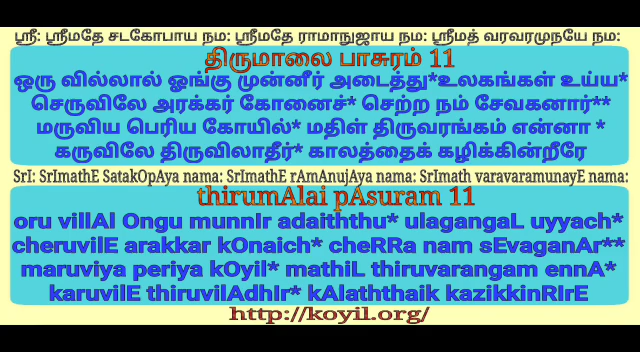 ஸ்ரீ: ஸ்ரீமதே சடகோபாய நம: ஸ்ரீமதே ராமாநுஜாய நம: ஸ்ரீமத் வரவரமுநயே நம:
திருமாலை பாசுரம் 11
ஒரு வில்லால் ஓங்கு முன்னீர் அடைத்து*உலகங்கள் உய்ய*
செருவிலே அரக்கர் கோனைச்* செற்ற நம் சேவகனார்**
மருவிய பெரிய கோயில்* மதிள் திருவரங்கம் என்னா *
கருவிலே திருவிலாதீர்* காலத்தைக் கழிக்கின்றீரே
SrI: SrImathE SatakOpAya nama: SrImathE rAmAnujAya nama: SrImath varavaramunayE nama:
thirumAlai pAsuram 11
oru villAl Ongu munnIr adaiththu* ulagangaL uyyach*
cheruvilE arakkar kOnaich* cheRRa nam sEvaganAr**
maruviya periya kOyil* mathiL thiruvarangam ennA*
karuvilE thiruvilAdhIr* kAlaththaik kazikkinRIrE
http://koyil.org/